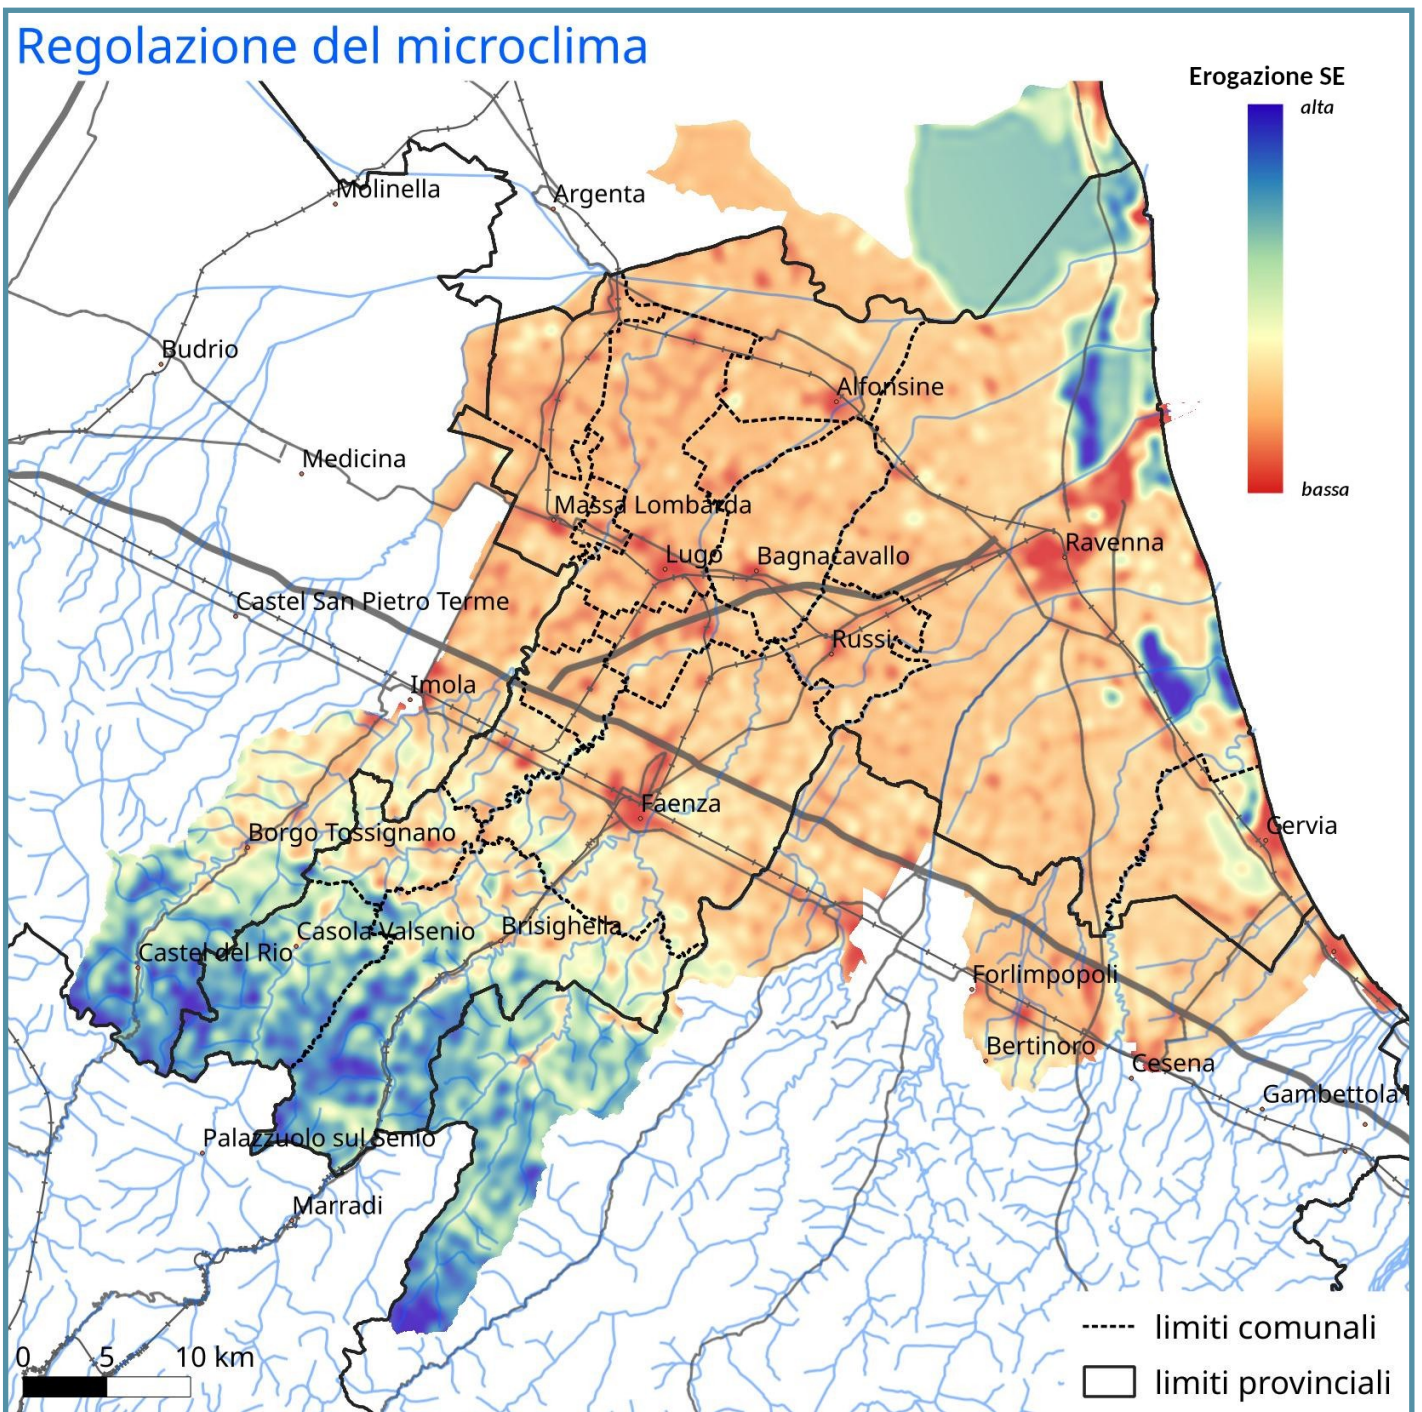 Regolazione del microclima
Erogazione SE
alta
bassa
Molinella
Argenta
Budrio
Alfonsine
Medicina
Massa Lombarda
Ravenna
Lugo
Bagnacavallo
Castel San Pietro Terme
Russi
Imola
Faenza
Cervia
Borgo Tossignano
Casola Valsenio
Brisighella
Castel del Rio
Forlimpopoli
Bertinoro
Cesena
Gambettola
Palazzuolo sul Senio
Marradi
0 5 10 km
limiti comunali
limiti provinciali